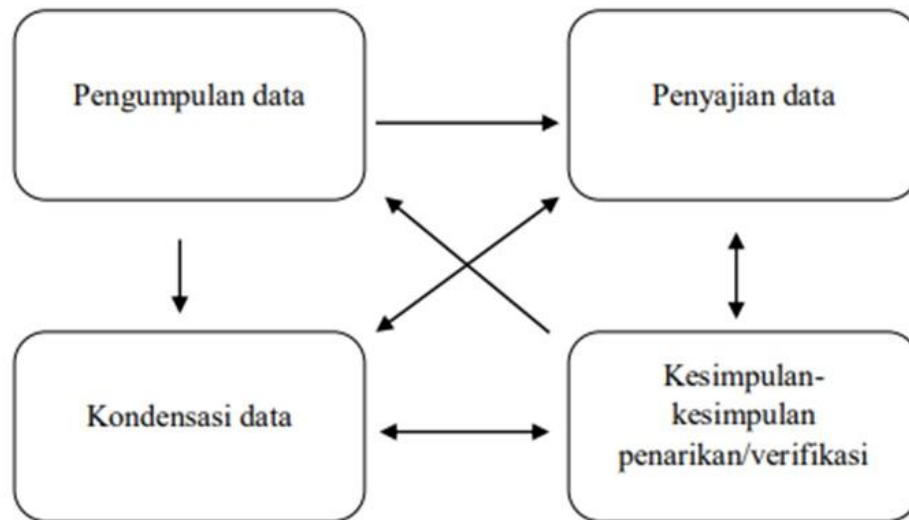 Pengumpulan data
Penyajian data
Kondensasi data
Kesimpulan-
kesimpulan
penarikan/verifikasi